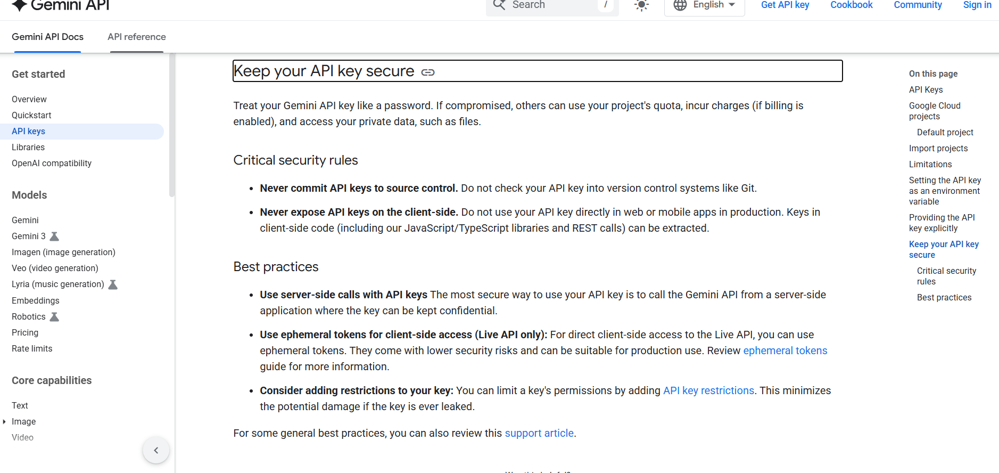 Gemini API
Search
/
English
Get API key
Cookbook
Community
Sign in
Gemini API Docs
API reference
Get started
Overview
Quickstart
API keys
Libraries
OpenAI compatibility
Models
Gemini
Gemini 3
Imagen (image generation)
Veo (video generation)
Lyria (music generation)
Embeddings
Robotics
Pricing
Rate limits
Core capabilities
Text
Image
Video
Keep your API key secure
Treat your Gemini API key like a password. If compromised, others can use your project's quota, incur charges (if billing is
enabled), and access your private data, such as files.
Critical security rules
• Never commit API keys to source control. Do not check your API key into version control systems like Git.
• Never expose API keys on the client-side. Do not use your API key directly in web or mobile apps in production. Keys in
client-side code (including our JavaScript/TypeScript libraries and REST calls) can be extracted.
Best practices
• Use server-side calls with API keys The most secure way to use your API key is to call the Gemini API from a server-side
application where the key can be kept confidential.
• Use ephemeral tokens for client-side access (Live API only): For direct client-side access to the Live API, you can use
ephemeral tokens. They come with lower security risks and can be suitable for production use. Review ephemeral tokens
guide for more information.
• Consider adding restrictions to your key: You can limit a key's permissions by adding API key restrictions. This minimizes
the potential damage if the key is ever leaked.
For some general best practices, you can also review this support article.
On this page
API Keys
Google Cloud
projects
Default project
Import projects
Limitations
Setting the API key
as an environment
variable
Providing the API
key explicitly
Keep your API key
secure
Critical security
rules
Best practices